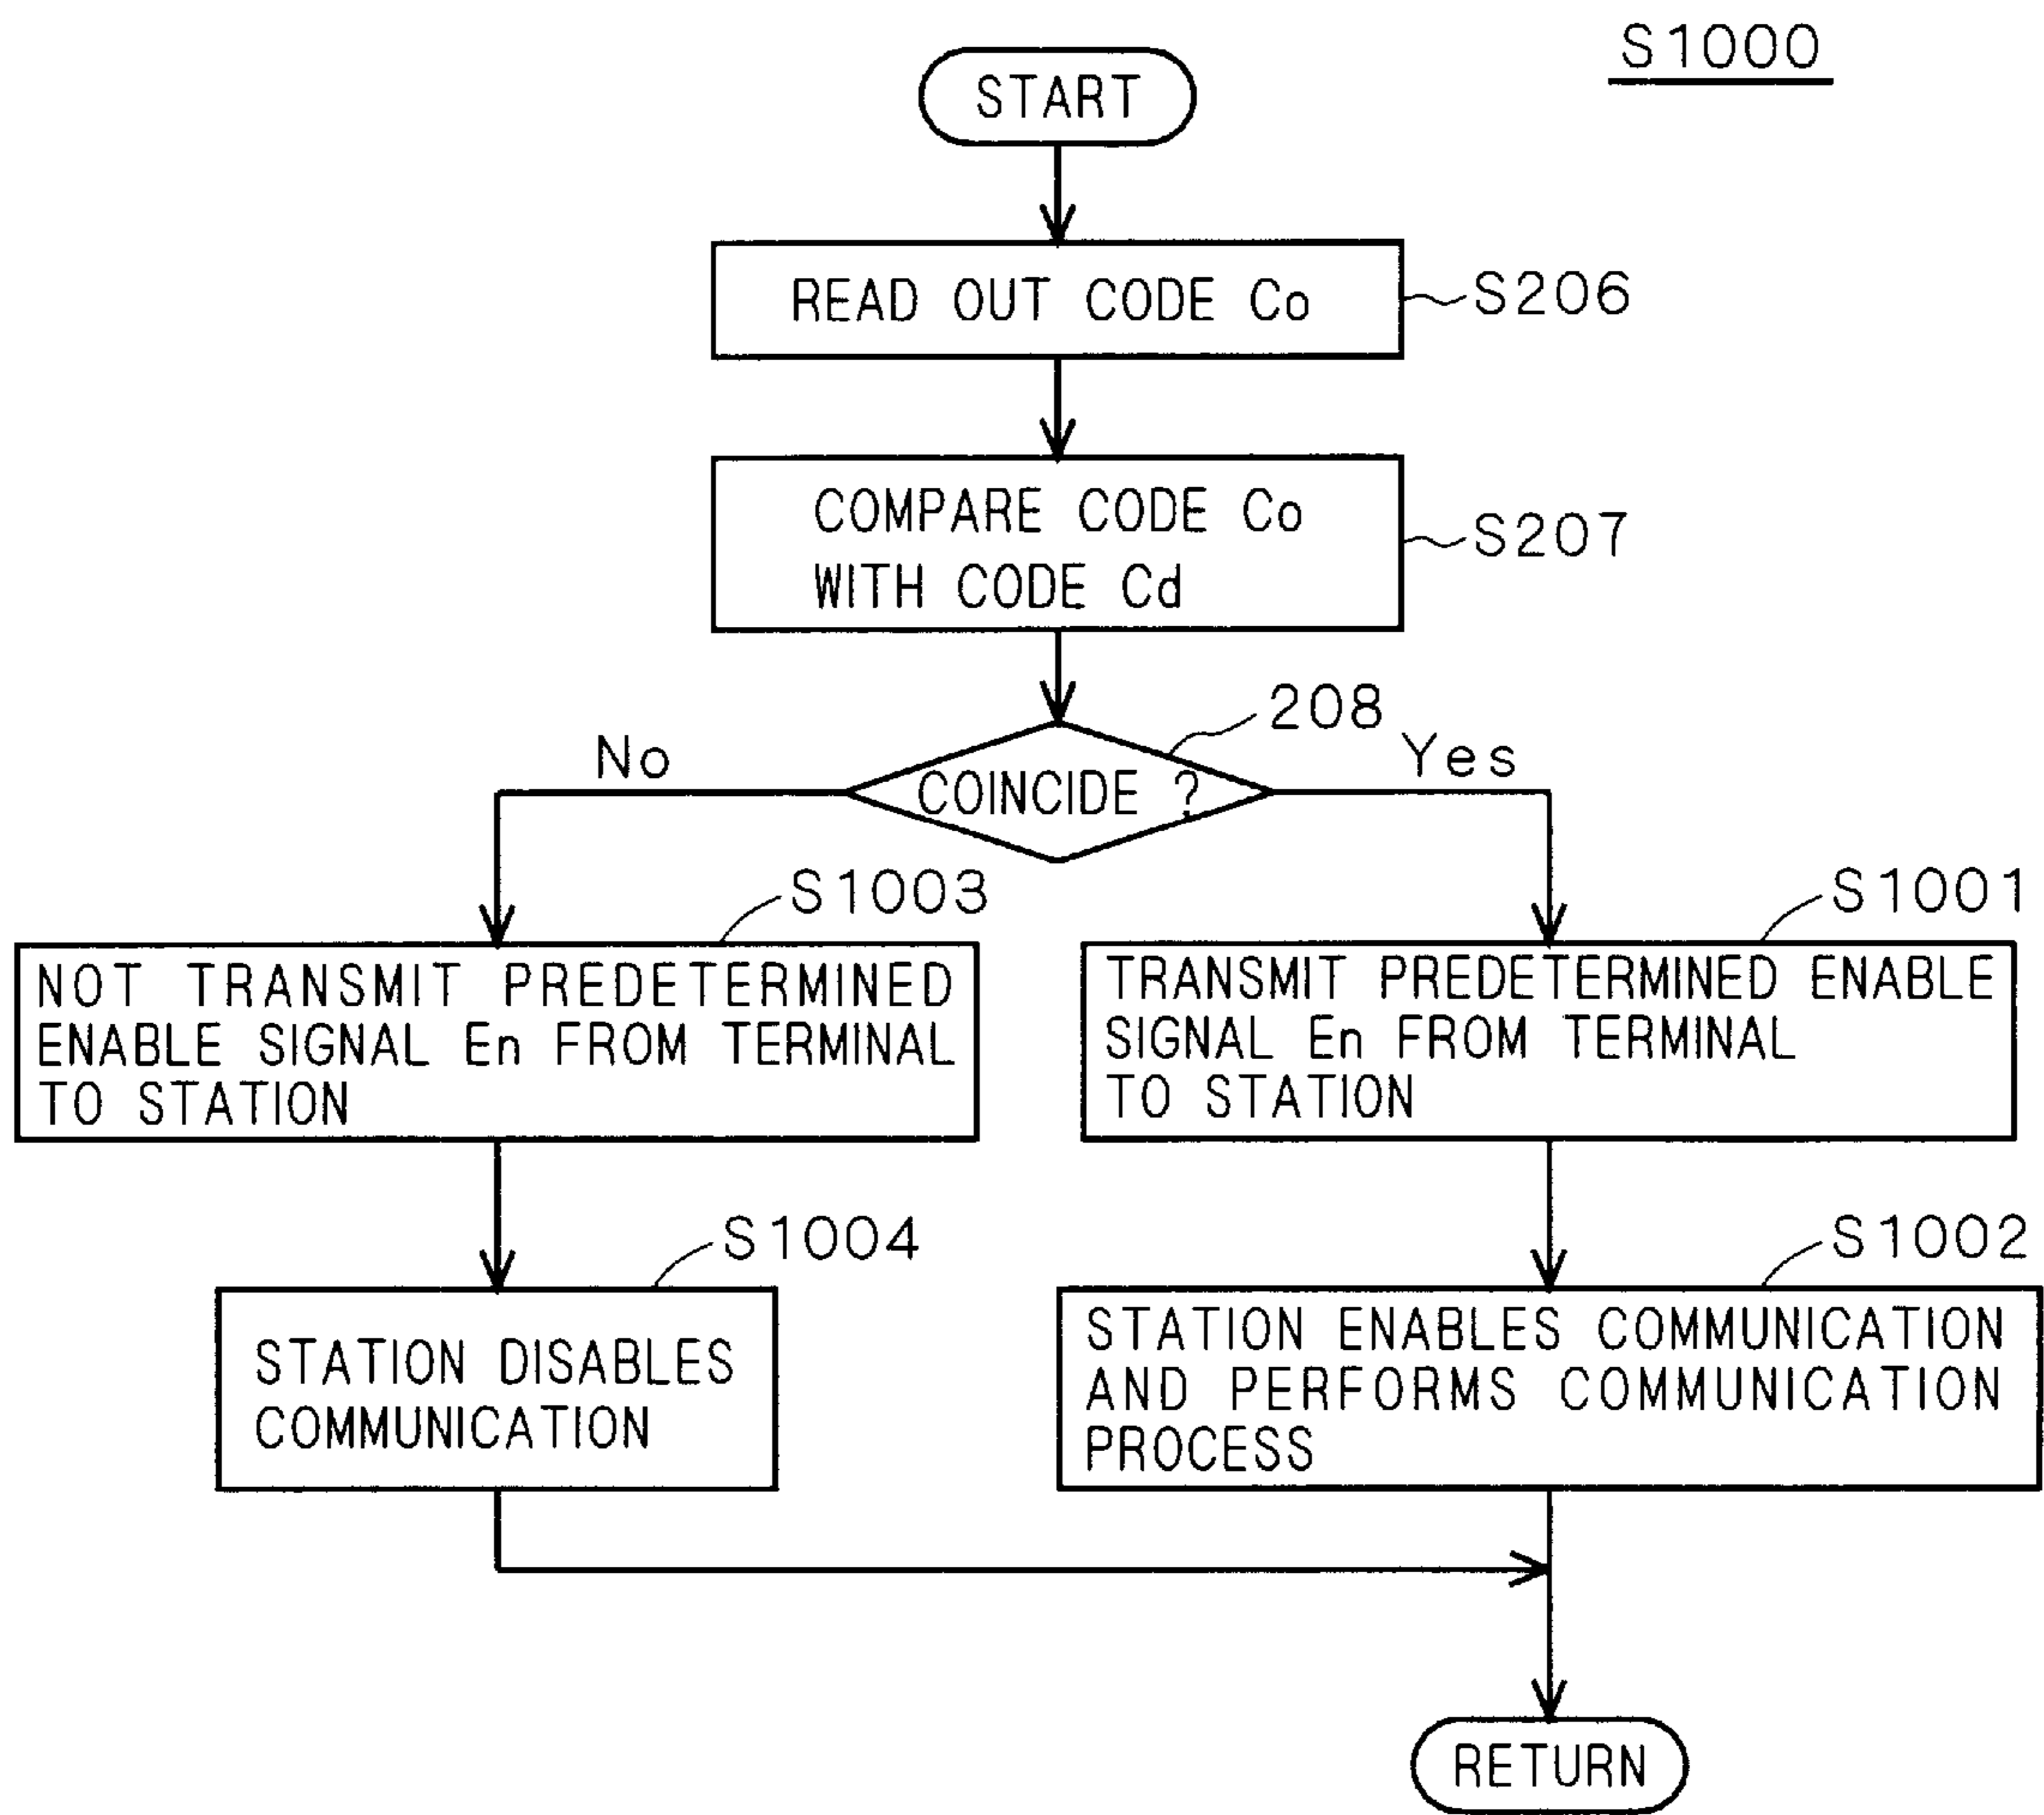 S1000
START
READ OUT CODE Co
S206
COMPARE CODE Co
WITH CODE Cd
S207
208
No
COINCIDE ?
Yes
S1003
S1001
NOT TRANSMIT PREDETERMINED
ENABLE SIGNAL En FROM TERMINAL
TO STATION
TRANSMIT PREDETERMINED ENABLE
SIGNAL En FROM TERMINAL
TO STATION
S1004
S1002
STATION DISABLES
COMMUNICATION
STATION ENABLES COMMUNICATION
AND PERFORMS COMMUNICATION
PROCESS
RETURN